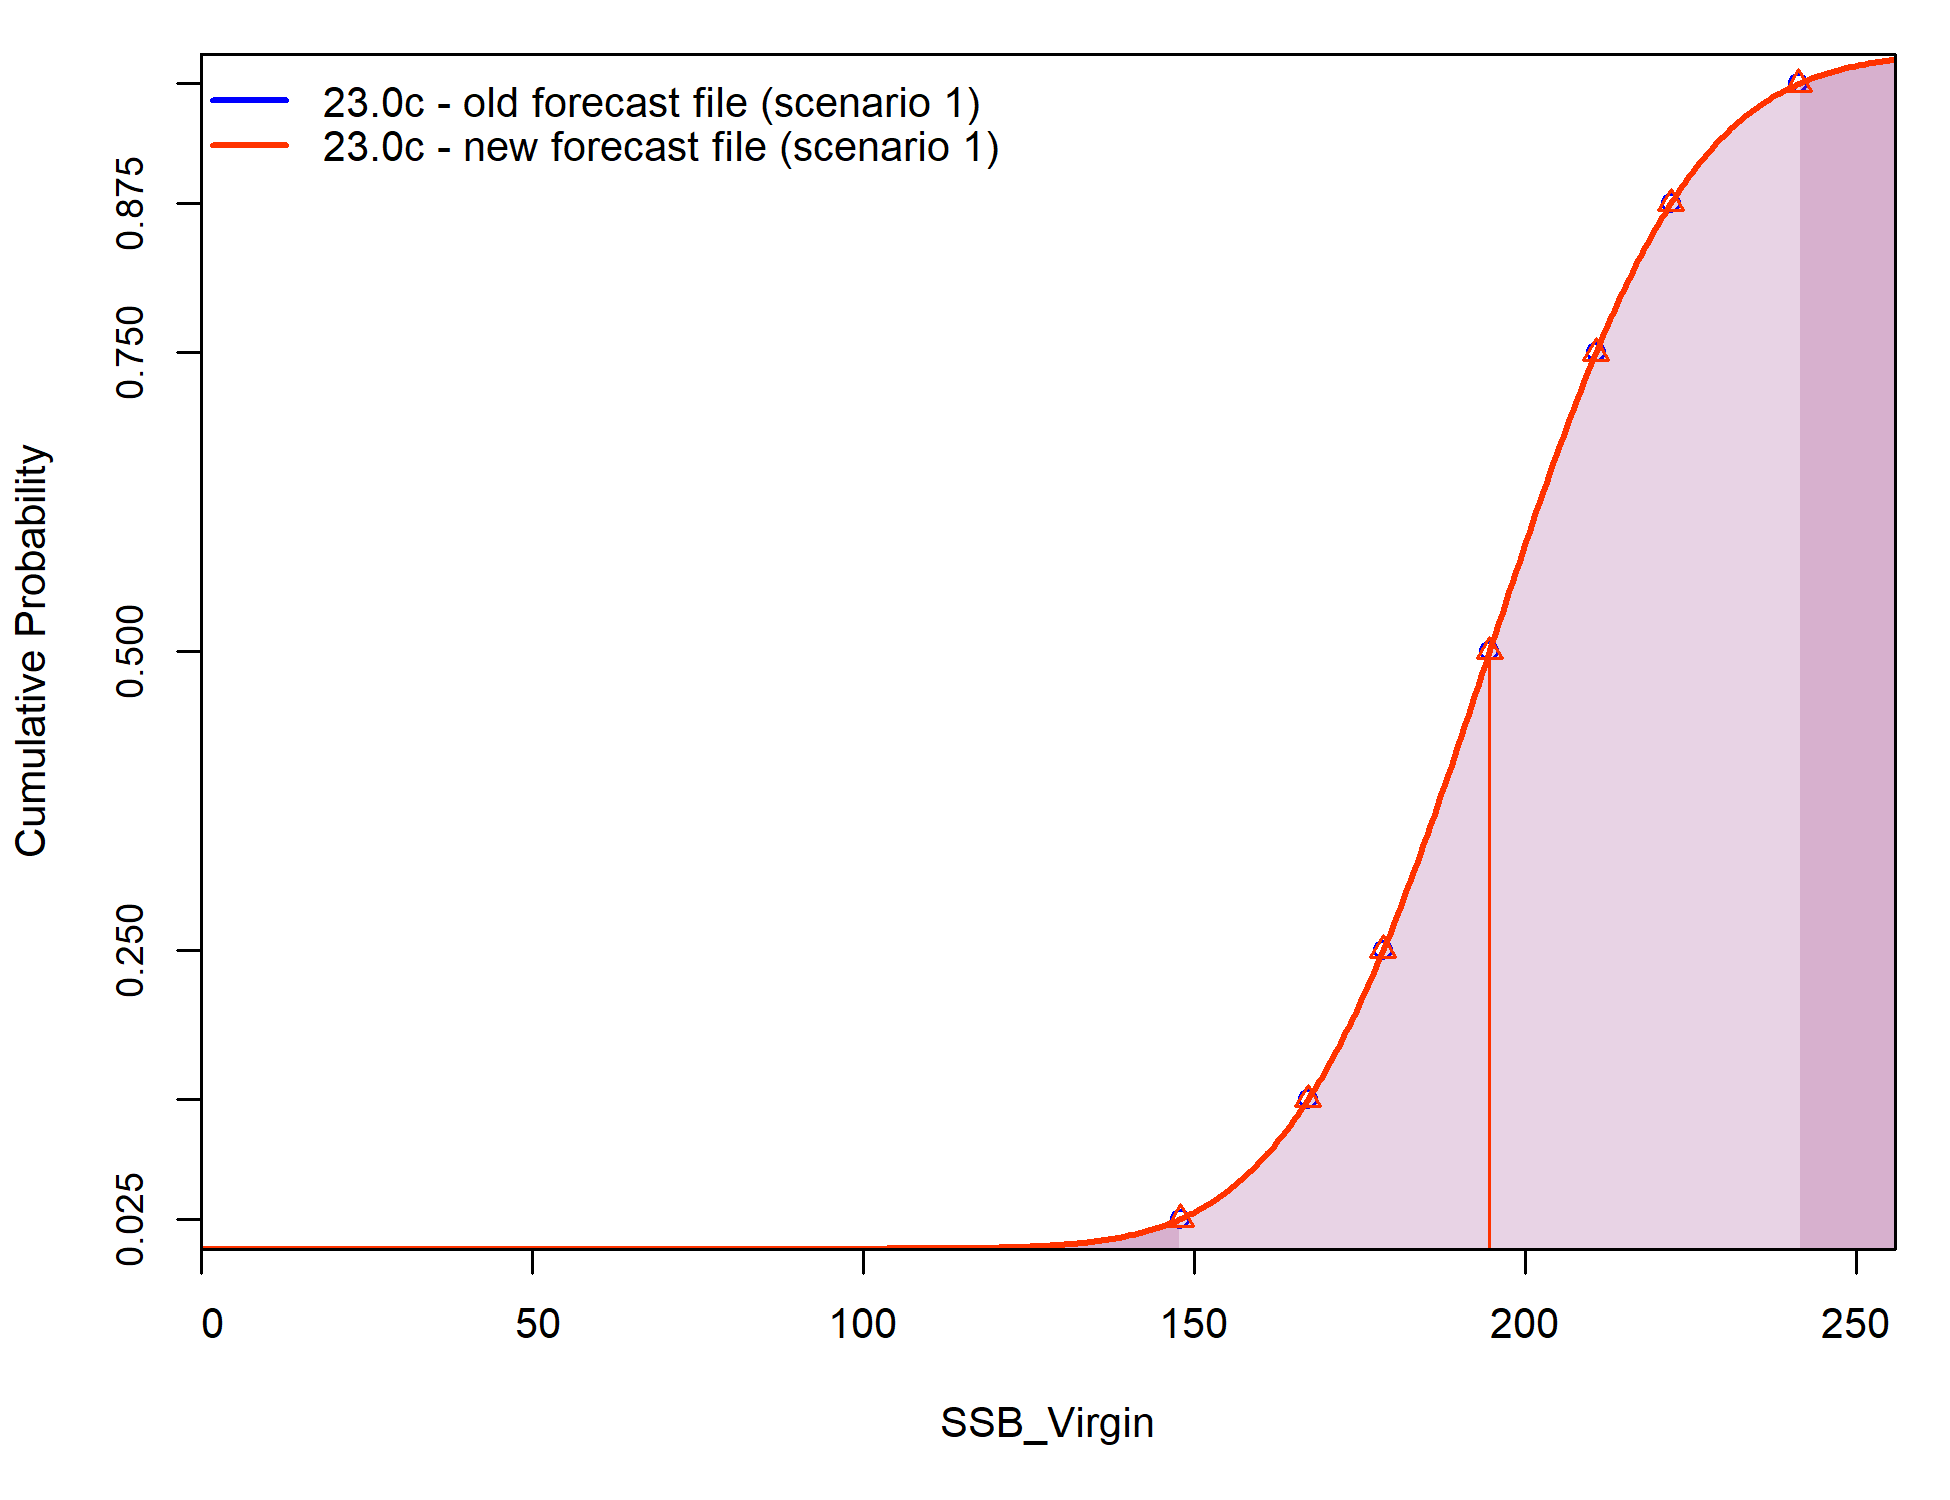 23.0c - old forecast file (scenario 1)
23.0c - new forecast file (scenario 1)
Cumulative Probability
0.875
0.750
0.500
0.250
0.025
0 50 100 150 200 250
SSB_Virgin